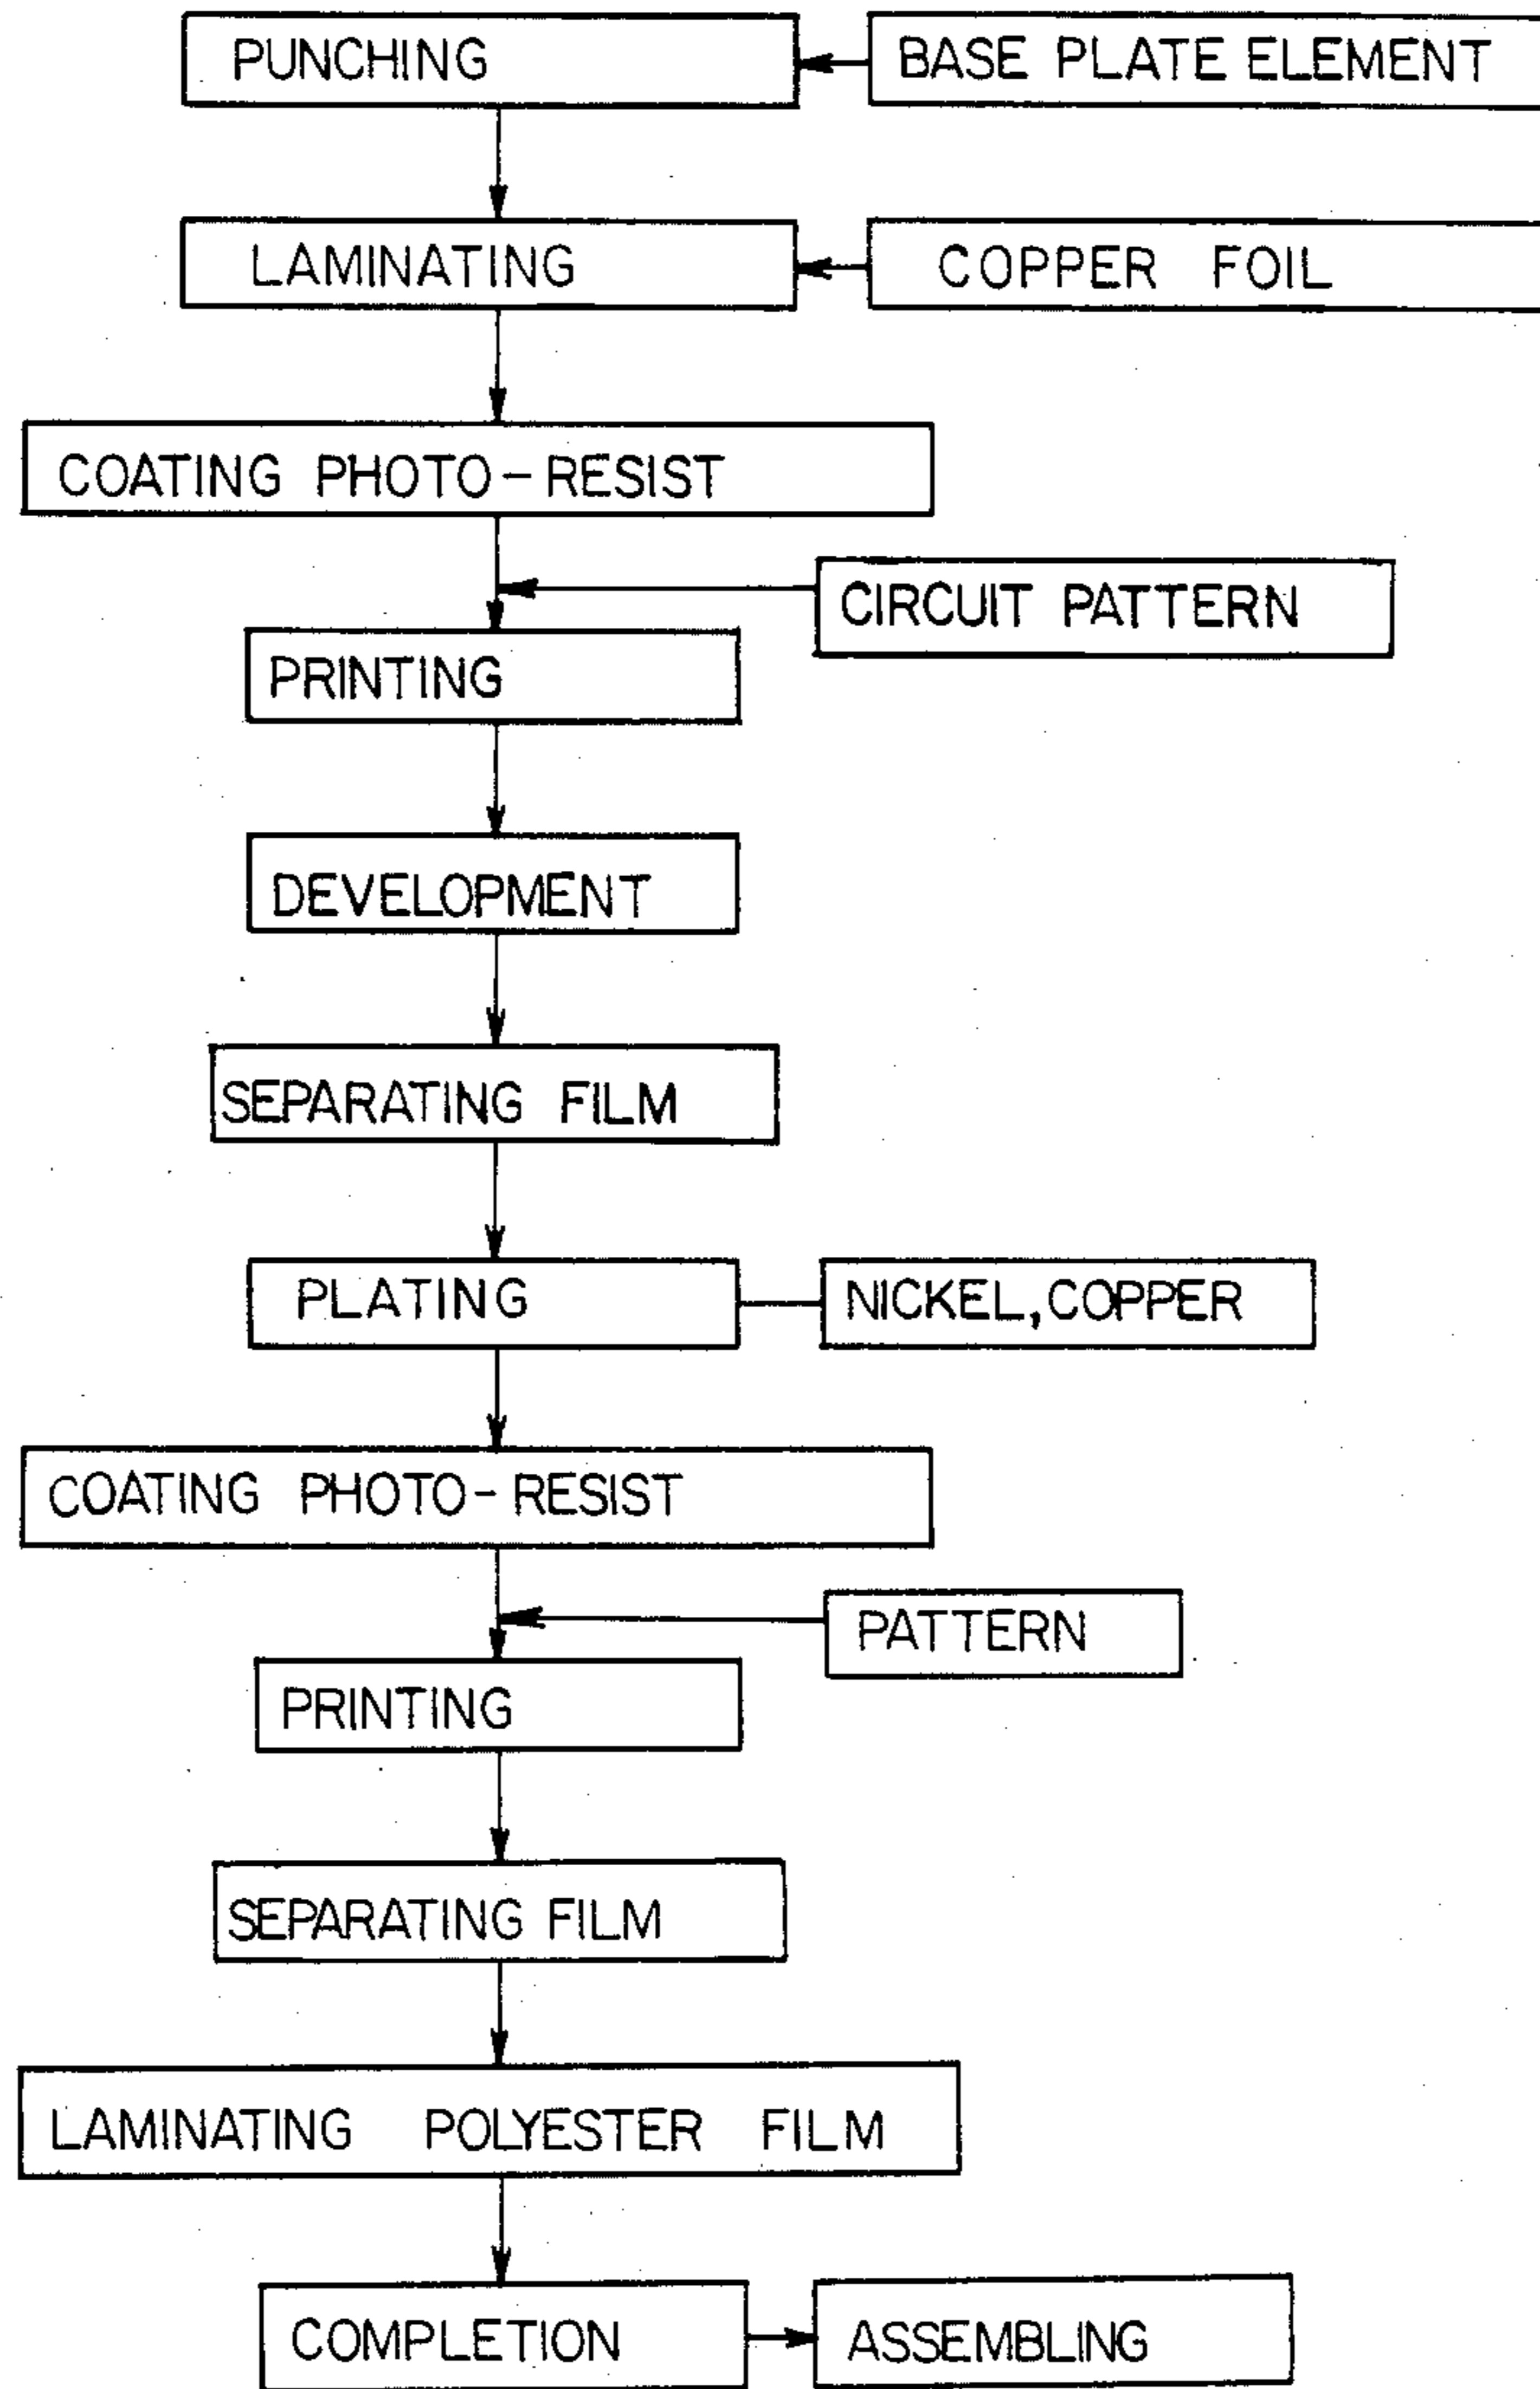 PUNCHING
BASE PLATE ELEMENT
LAMINATING
COPPER FOIL
COATING PHOTO-RESIST
CIRCUIT PATTERN
PRINTING
DEVELOPMENT
SEPARATING FILM
PLATING
NICKEL, COPPER
COATING PHOTO-RESIST
PATTERN
PRINTING
SEPARATING FILM
LAMINATING POLYESTER FILM
COMPLETION
ASSEMBLING